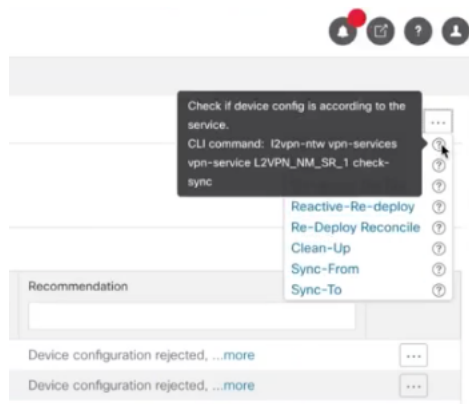 Check if device config is according to the
service.
CLI command: l2vpn-ntw vpn-services
vpn-service L2VPN_NM_SR_1 check-
sync
...
Reactive-Re-deploy
Re-Deploy Reconcile
Clean-Up
Sync-From
Sync-To
Recommendation
Device configuration rejected, ...more
...
Device configuration rejected, ...more
...